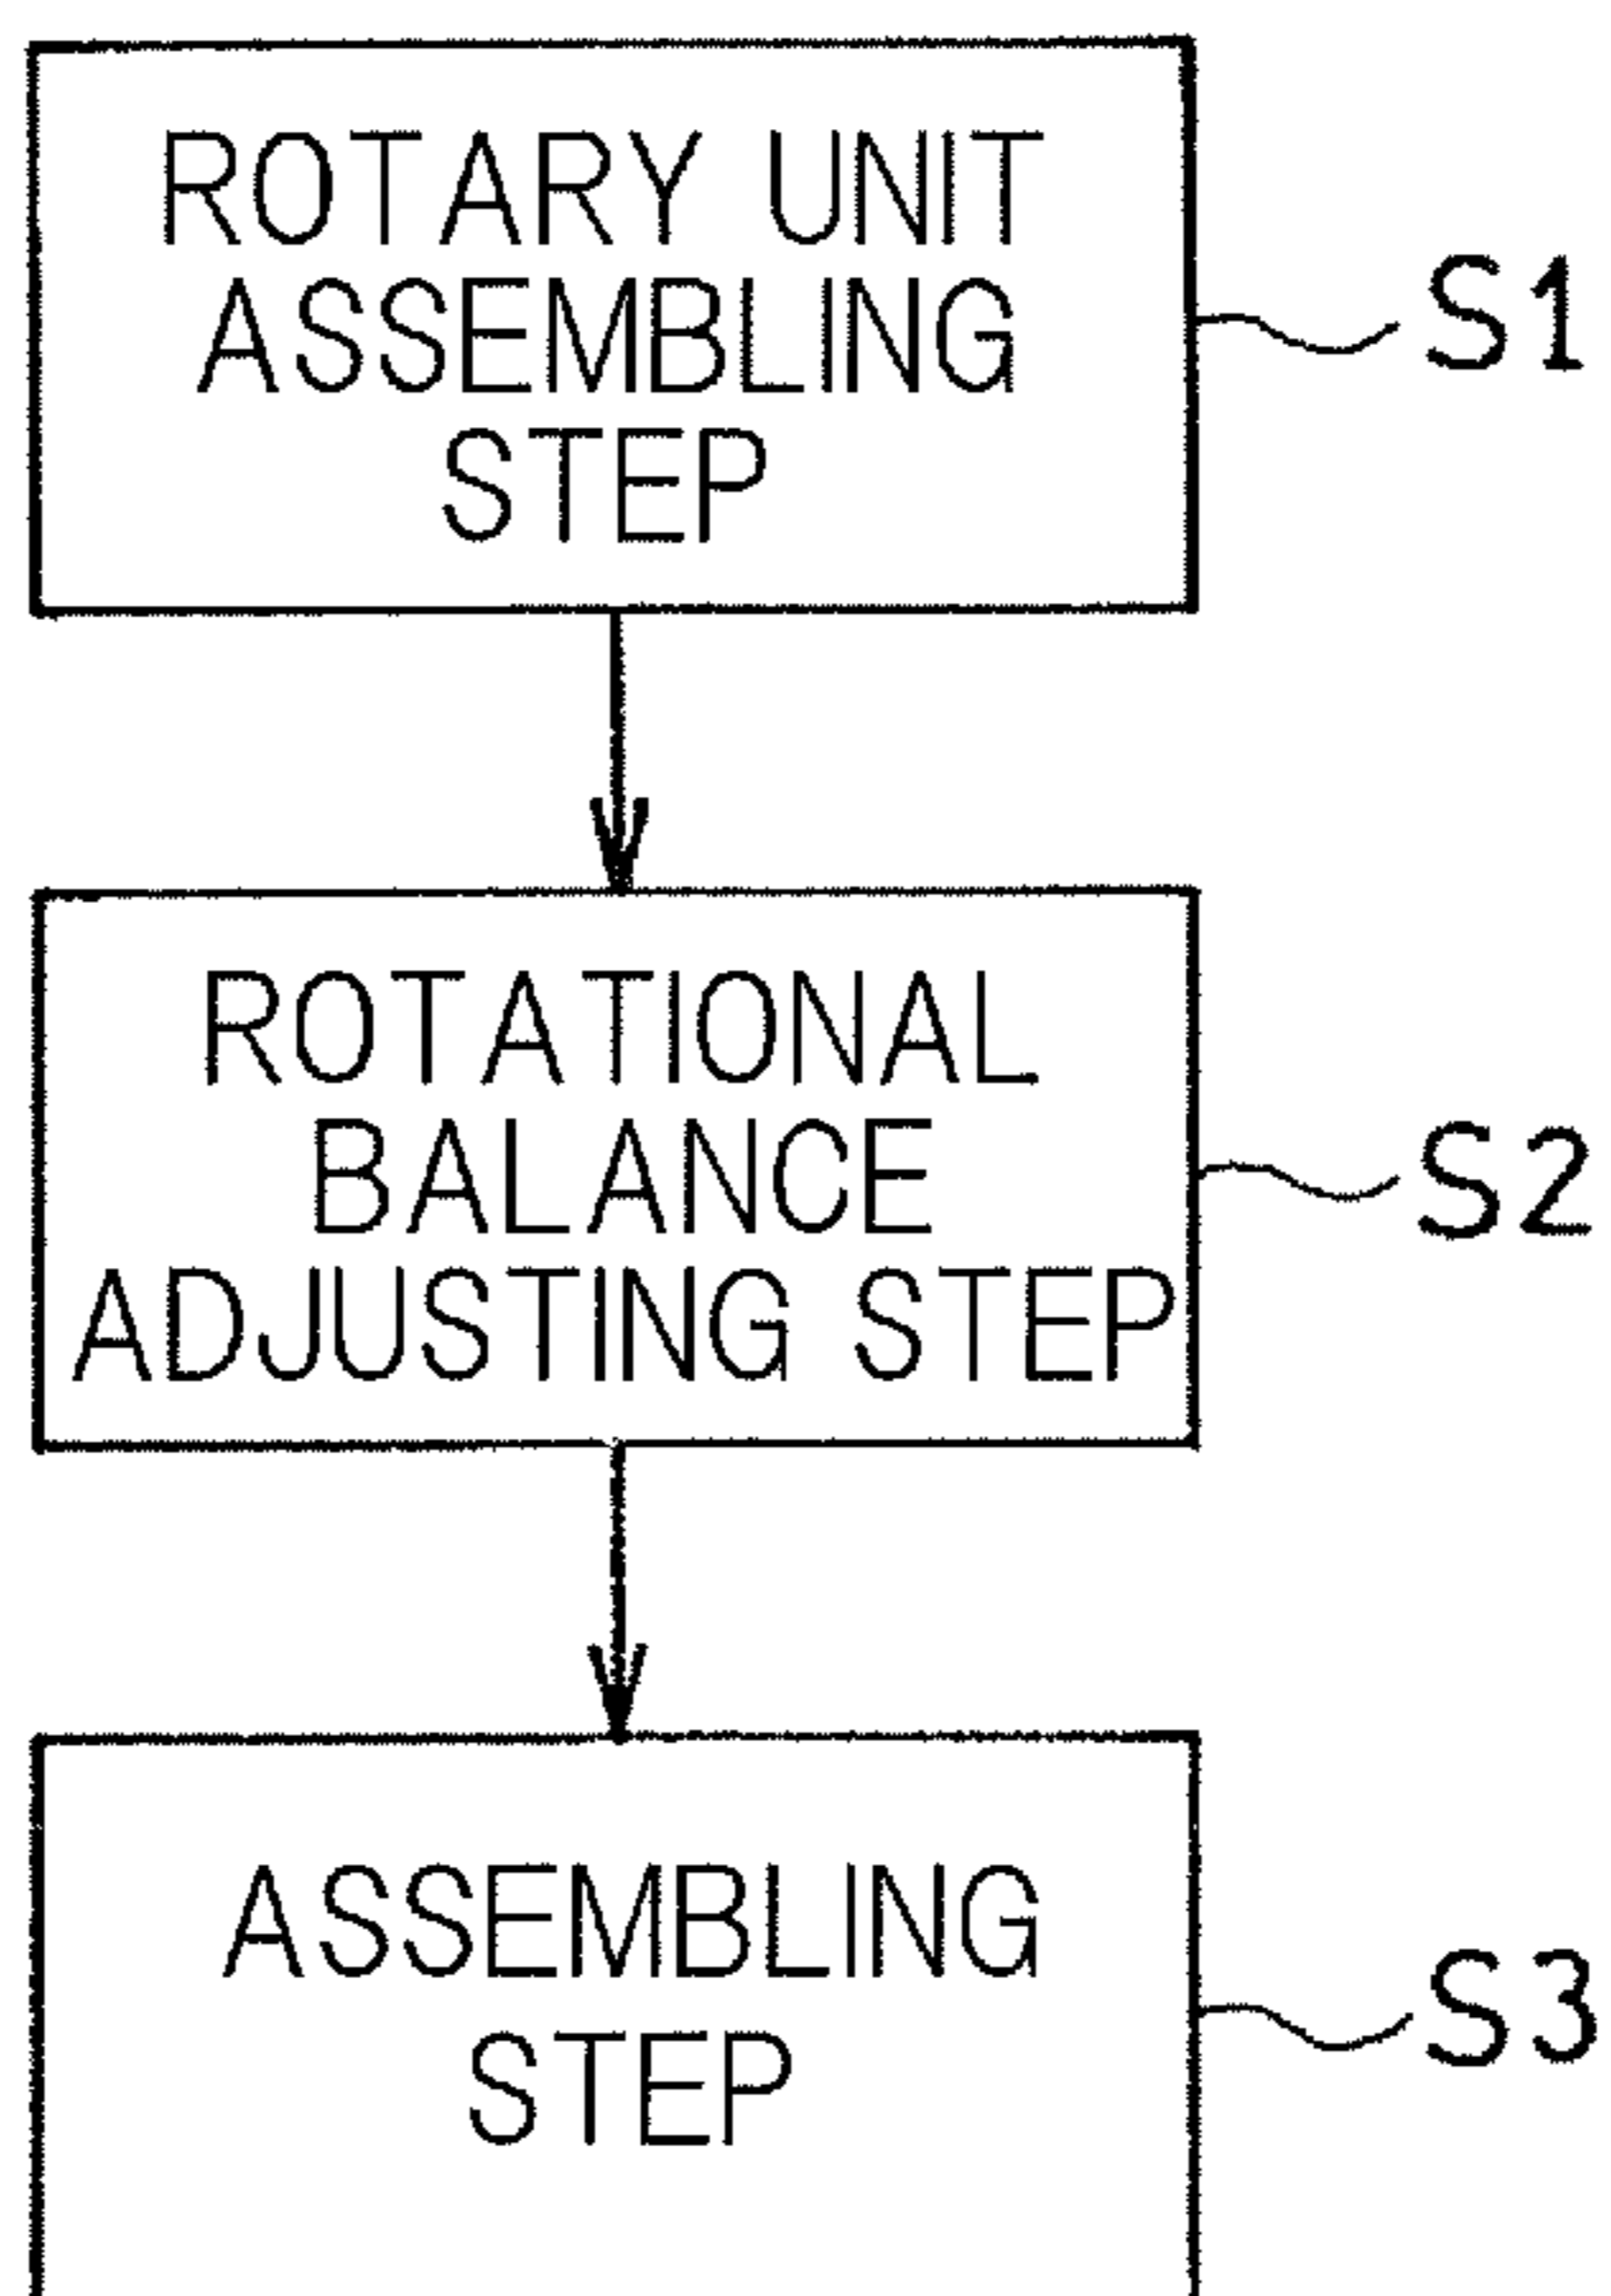 ROTARY UNIT
ASSEMBLING
STEP
S1
ROTATIONAL
BALANCE
ADJUSTING STEP
S2
ASSEMBLING
STEP
S3